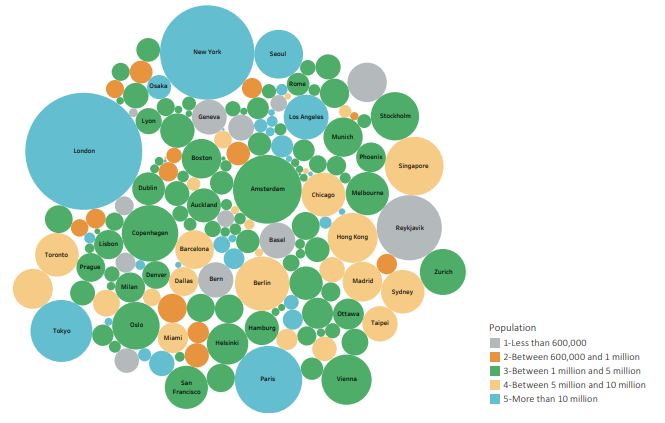 New York
Seoul
Osaka
Rome
Lyon
Geneva
Los Angeles
Stockholm
London
Munich
Boston
Phoenix
Singapore
Dublin
Amsterdam
Chicago
Melbourne
Auckland
Copenhagen
Reykjavik
Lisbon
Barcelona
Basel
Hong Kong
Toronto
Prague
Denver
Zurich
Milan
Dallas
Bern
Berlin
Madrid
Sydney
Tokyo
Oslo
Miami
Helsinki
Hamburg
Ottawa
Taipei
San
Francisco
Paris
Vienna
Population
1-Less than 600,000
2-Between 600,000 and 1 million
3-Between 1 million and 5 million
4-Between 5 million and 10 million
5-More than 10 million